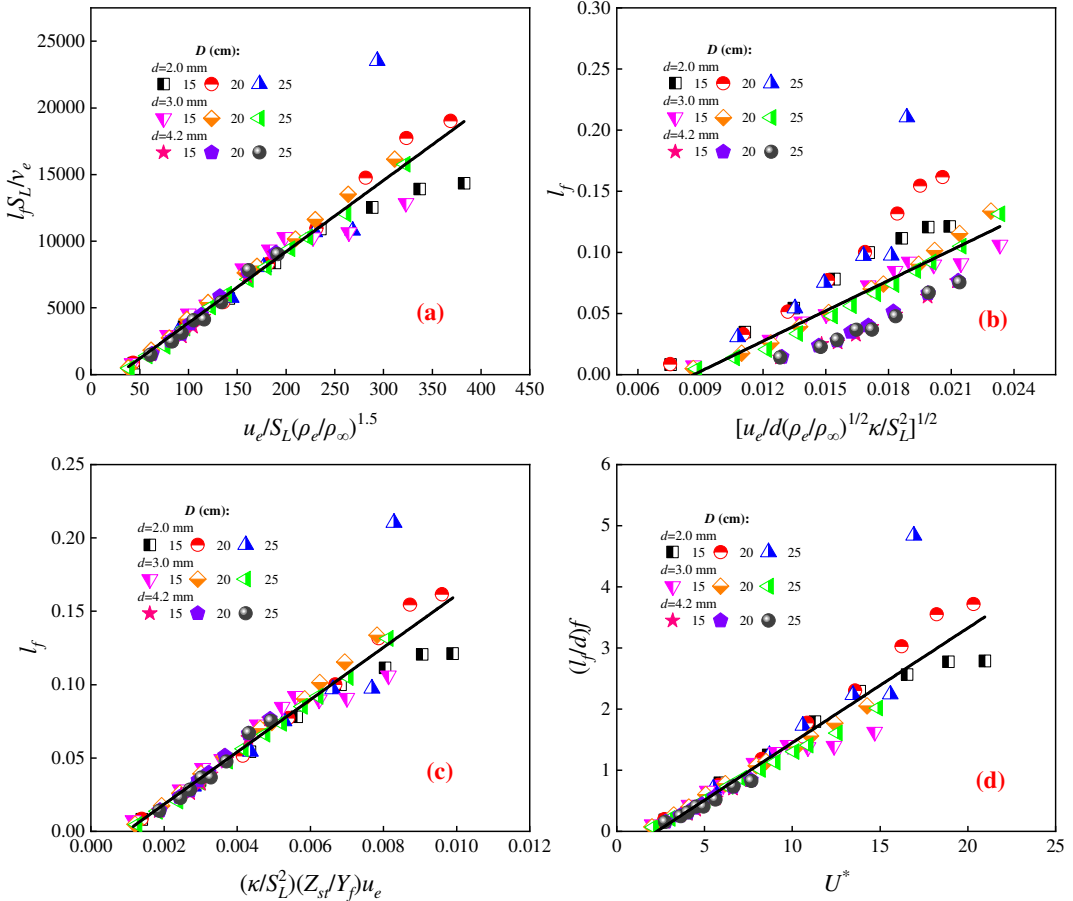 25000
20000
15000
10000
5000
0
0 50 100 150 200 250 300 350 400 450
l_f S_L/ν_e
u_e/S_L(ρ_e/ρ_∞)^1.5
D (cm):
d=2.0 mm
15 20 25
d=3.0 mm
15 20 25
d=4.2 mm
15 20 25
(a)
0.30
0.25
0.20
0.15
0.10
0.05
0.00
0.006 0.009 0.012 0.015 0.018 0.021 0.024
l_f
[u_e/d(ρ_e/ρ_∞)^1/2 κ/S_L^2]^1/2
D (cm):
d=2.0 mm
15 20 25
d=3.0 mm
15 20 25
d=4.2 mm
15 20 25
(b)
0.25
0.20
0.15
0.10
0.05
0.00
0.000 0.002 0.004 0.006 0.008 0.010 0.012
l_f
(κ/S_L^2)(Z_st/Y_f)u_e
D (cm):
d=2.0 mm
15 20 25
d=3.0 mm
15 20 25
d=4.2 mm
15 20 25
(c)
6
5
4
3
2
1
0
0 5 10 15 20 25
(l_f/d)f
U^*
D (cm):
d=2.0 mm
15 20 25
d=3.0 mm
15 20 25
d=4.2 mm
15 20 25
(d)